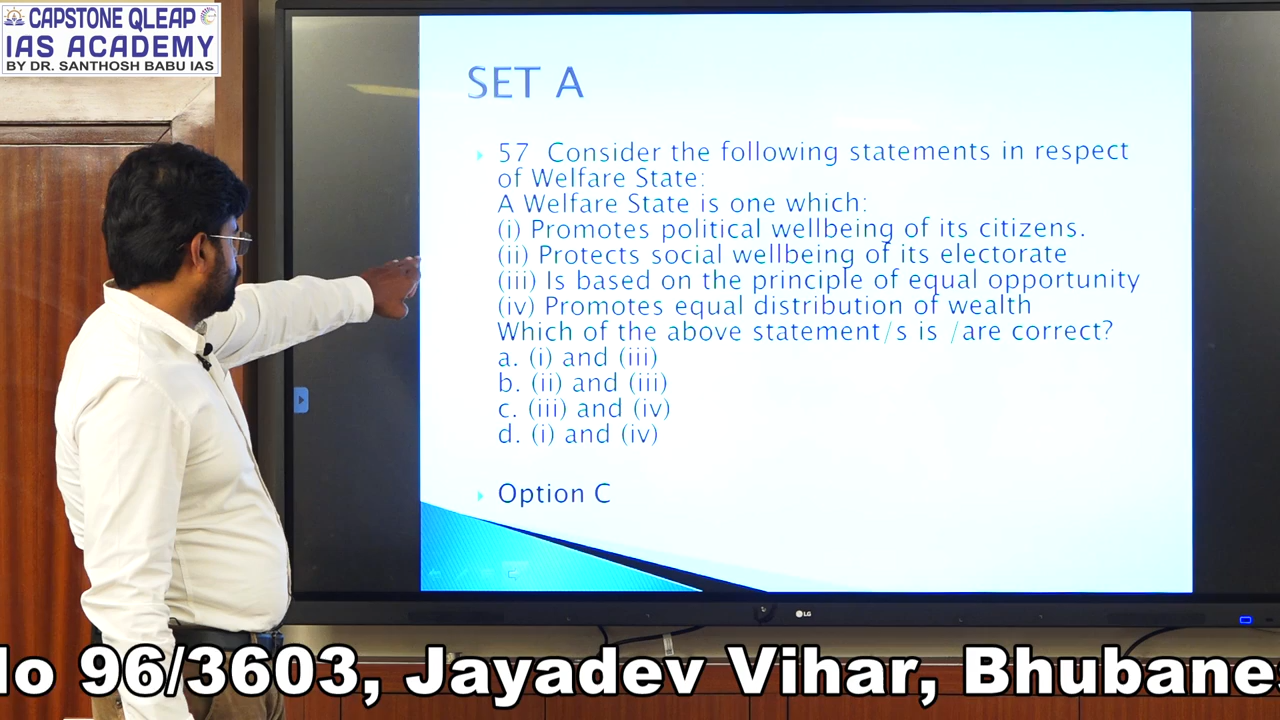 CAPSTONE QLEAP
IAS ACADEMY
BY DR. SANTHOSH BABU IAS
SET A
57 Consider the following statements in respect
of Welfare State:
A Welfare State is one which:
(i) Promotes political wellbeing of its citizens.
(ii) Protects social wellbeing of its electorate
(iii) Is based on the principle of equal opportunity
(iv) Promotes equal distribution of wealth
Which of the above statement/s is /are correct?
a. (i) and (iii)
b. (ii) and (iii)
c. (iii) and (iv)
d. (i) and (iv)
Option C
LG
96/3603, Jayadev Vihar,